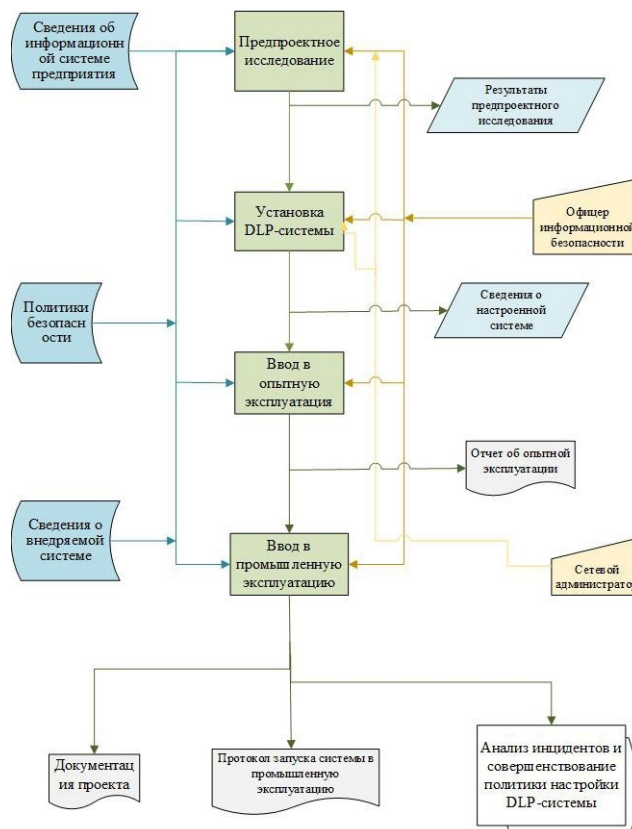 Сведения об
информационн
ой системе
предприятия
Предпроектное
исследование
Результаты
предпроектного
исследования
Установка
DLP-системы
Офицер
информационной
безопасности
Политики
безопасн
ости
Сведения о
настроенной
системе
Ввод в
опытную
эксплуатация
Отчет об опытной
эксплуатации
Сведения о
внедряемой
системе
Ввод в
промышленную
эксплуатацию
Сетевой
администратор
Документац
ия проекта
Протокол запуска системы в
промышленную
эксплуатацию
Анализ инцидентов и
совершенствование
политики настройки
DLP-системы